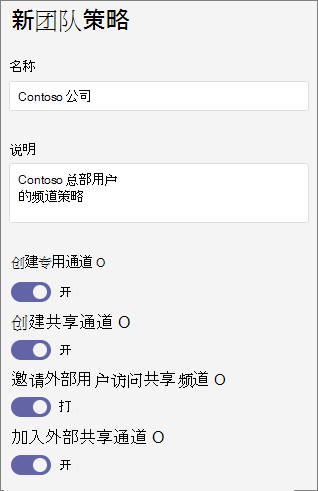 新团队策略
名称
Contoso 公司
说明
Contoso 总部用户
的频道策略
创建专用通道 O
开
创建共享通道 O
开
邀请外部用户访问共享频道 O
打
加入外部共享通道 O
开